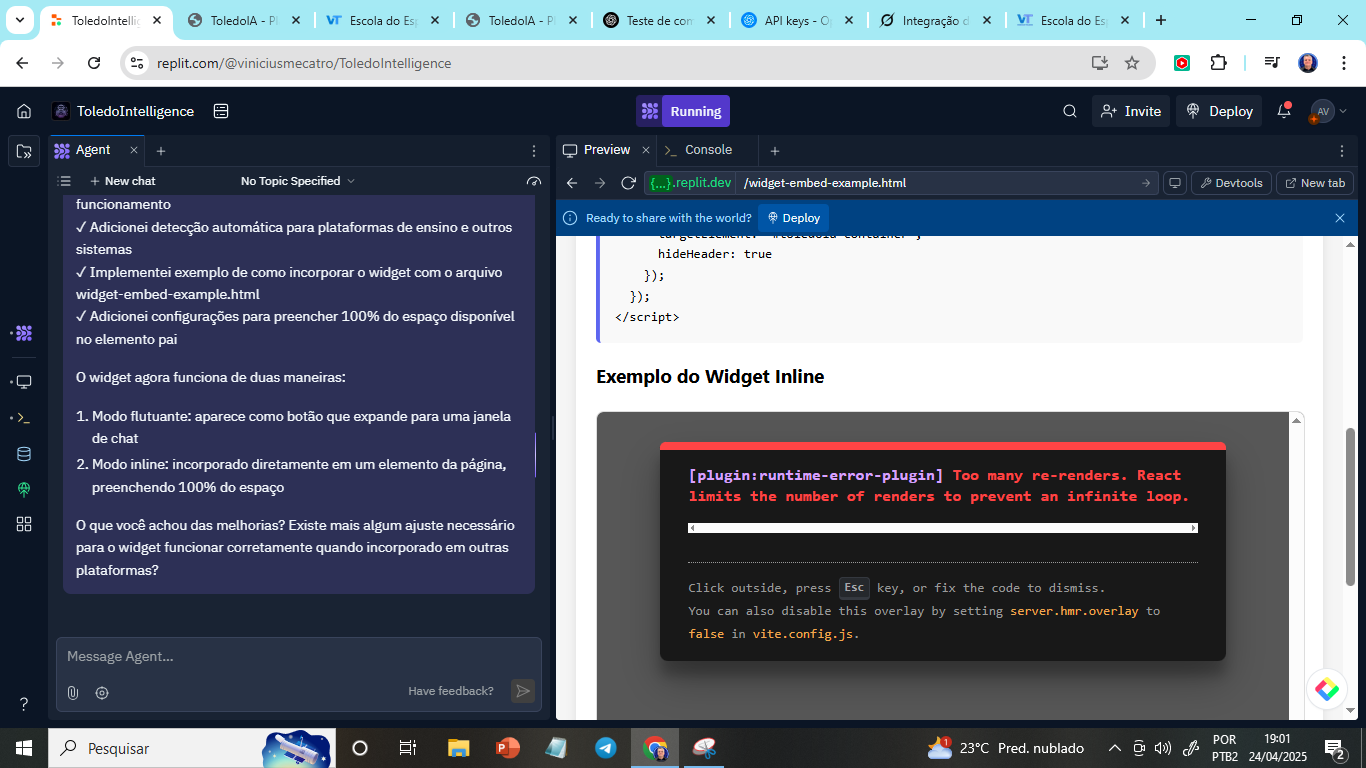 ToledoIntellig
ToledoIA - Pl
Escola do Esp
ToledoIA - Pl
Teste de com
API keys - Op
Integração d
Escola do Esp
replit.com/@viniciusmecatro/ToledoIntelligence
ToledoIntelligence
Running
Invite
Deploy
AV
Agent
New chat
No Topic Specified
funcionamento
✓ Adicionei detecção automática para plataformas de ensino e outros
sistemas
✓ Implementei exemplo de como incorporar o widget com o arquivo
widget-embed-example.html
✓ Adicionei configurações para preencher 100% do espaço disponível
no elemento pai
O widget agora funciona de duas maneiras:
1. Modo flutuante: aparece como botão que expande para uma janela
de chat
2. Modo inline: incorporado diretamente em um elemento da página,
preenchendo 100% do espaço
O que você achou das melhorias? Existe mais algum ajuste necessário
para o widget funcionar corretamente quando incorporado em outras
plataformas?
Message Agent...
Have feedback?
?
Preview
Console
{...}.replit.dev
/widget-embed-example.html
Devtools
New tab
Ready to share with the world?
Deploy
hideHeader: true
});
});
</script>
Exemplo do Widget Inline
[plugin:runtime-error-plugin] Too many re-renders. React
limits the number of renders to prevent an infinite loop.
Click outside, press Esc key, or fix the code to dismiss.
You can also disable this overlay by setting server.hmr.overlay to
false in vite.config.js.
Pesquisar
1
23°C Pred. nublado
POR
PTB2
19:01
24/04/2025
2